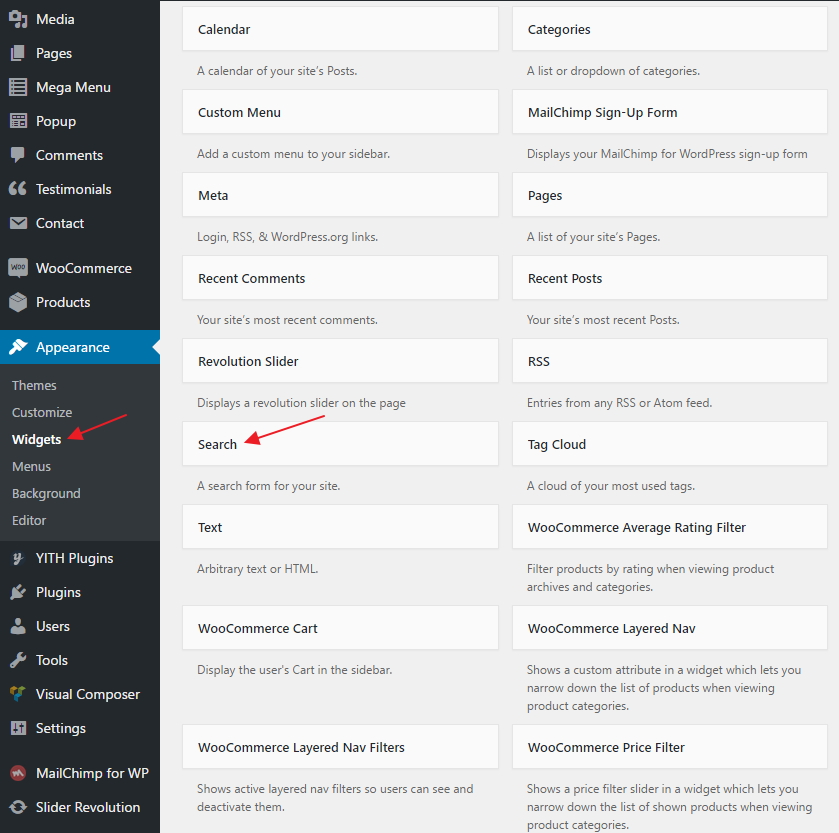 Media
Pages
Mega Menu
Popup
Comments
Testimonials
Contact
WOO
WooCommerce
Products
Appearance
Themes
Customize
Widgets
Menus
Background
Editor
YITH Plugins
Plugins
Users
Tools
Visual Composer
Settings
MailChimp for WP
Slider Revolution
Calendar
A calendar of your site's Posts.
Categories
A list or dropdown of categories.
Custom Menu
Add a custom menu to your sidebar.
MailChimp Sign-Up Form
Displays your MailChimp for WordPress sign-up form
Meta
Login, RSS, & WordPress.org links.
Pages
A list of your site's Pages.
Recent Comments
Your site's most recent comments.
Recent Posts
Your site's most recent Posts.
Revolution Slider
Displays a revolution slider on the page
RSS
Entries from any RSS or Atom feed.
Search
A search form for your site.
Tag Cloud
A cloud of your most used tags.
Text
Arbitrary text or HTML.
WooCommerce Average Rating Filter
Filter products by rating when viewing product
archives and categories.
WooCommerce Cart
Display the user's Cart in the sidebar.
WooCommerce Layered Nav
Shows a custom attribute in a widget which lets you
narrow down the list of products when viewing
product categories.
WooCommerce Layered Nav Filters
Shows active layered nav filters so users can see and
deactivate them.
WooCommerce Price Filter
Shows a price filter slider in a widget which lets you
narrow down the list of shown products when viewing
product categories.